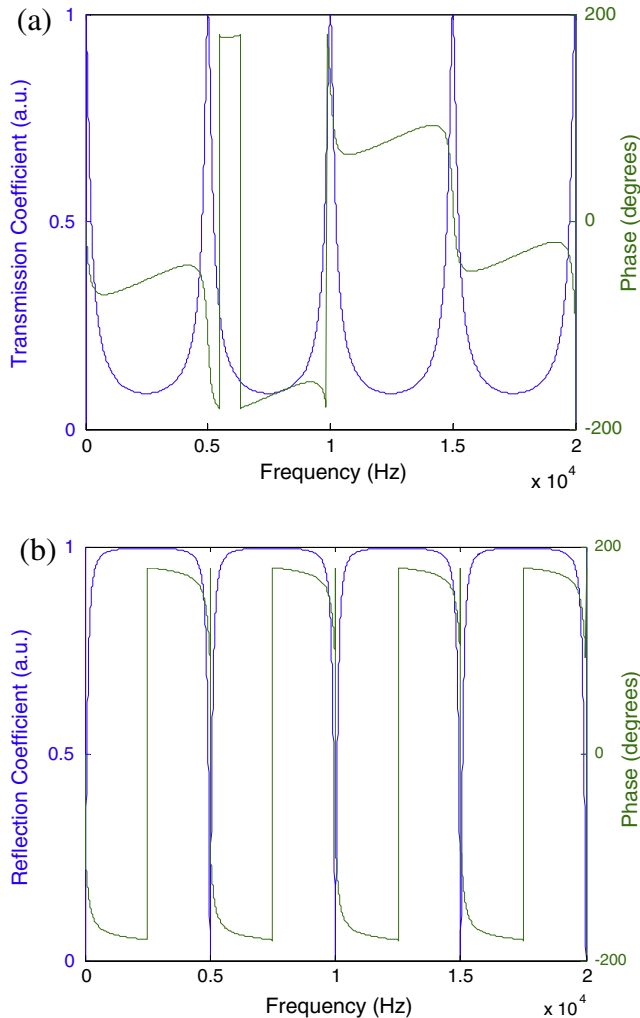 (a)
1
0.5
0
Transmission Coefficient (a.u.)
200
0
-200
Phase (degrees)
0 0.5 1 1.5 2
Frequency (Hz)
x 10^4
(b)
1
0.5
0
Reflection Coefficient (a.u.)
200
0
-200
Phase (degrees)
0 0.5 1 1.5 2
Frequency (Hz)
x 10^4